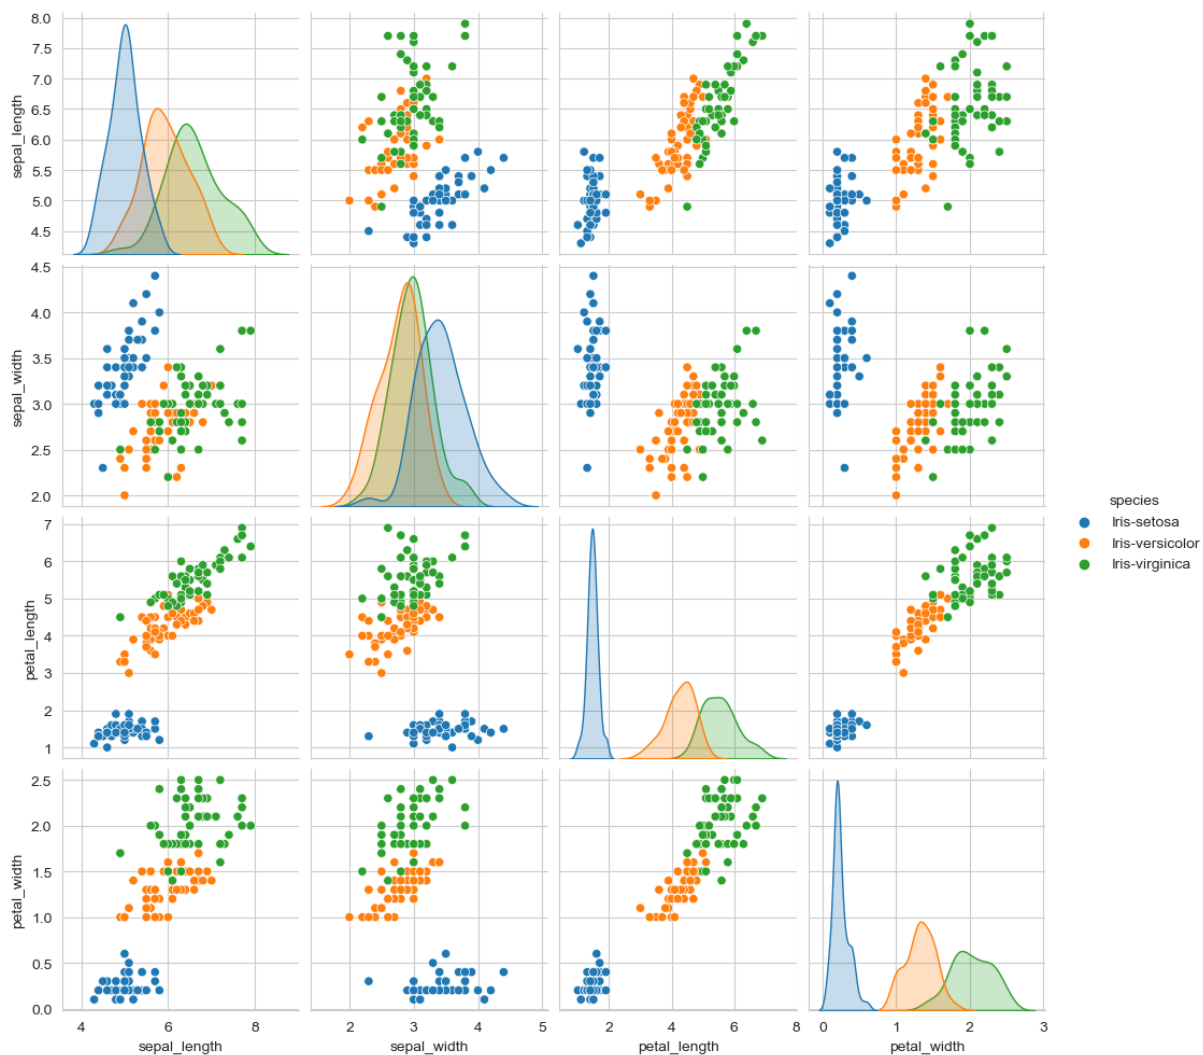 8.0
7.5
7.0
6.5
6.0
5.5
5.0
4.5
sepal_length
4.5
4.0
3.5
3.0
2.5
2.0
sepal_width
species
Iris-setosa
Iris-versicolor
Iris-virginica
7
6
5
4
3
2
1
petal_length
2.5
2.0
1.5
1.0
0.5
0.0
petal_width
4 6 8
2 3 4 5
2 4 6 8
0 1 2 3
sepal_length sepal_width petal_length petal_width